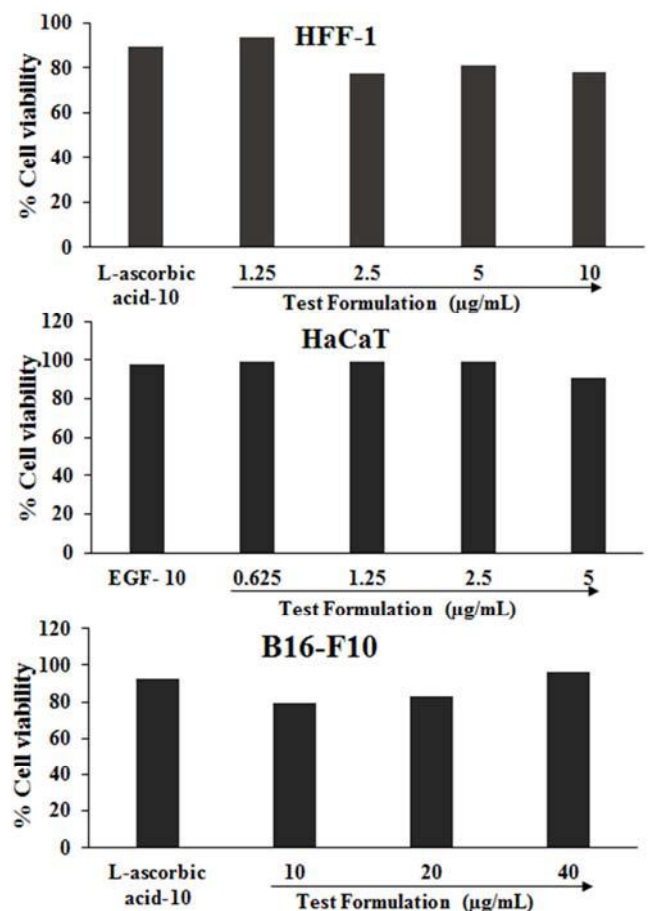 HFF-1
% Cell viability
100
80
60
40
20
0
L-ascorbic
acid-10
1.25 2.5 5 10
Test Formulation (µg/mL)
HaCaT
% Cell viability
120
100
80
60
40
20
0
EGF- 10
0.625 1.25 2.5 5
Test Formulation (µg/mL)
B16-F10
% Cell viability
120
100
80
60
40
20
0
L-ascorbic
acid-10
10 20 40
Test Formulation (µg/mL)